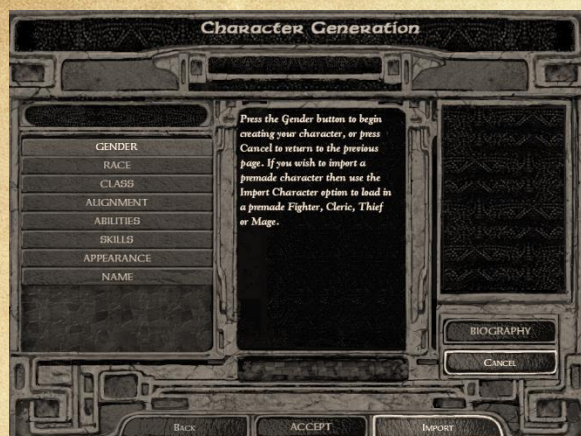 Character Generation
GENDER
RACE
CLASS
ALIGNMENT
ABILITIES
SKILLS
APPEARANCE
NAME
Press the Gender button to begin
creating your character, or press
Cancel to return to the previous
page. If you wish to import a
premade character then use the
Import Character option to load in
a premade Fighter, Cleric, Thief
or Mage.
BIOGRAPHY
CANCEL
BACK
ACCEPT
IMPORT